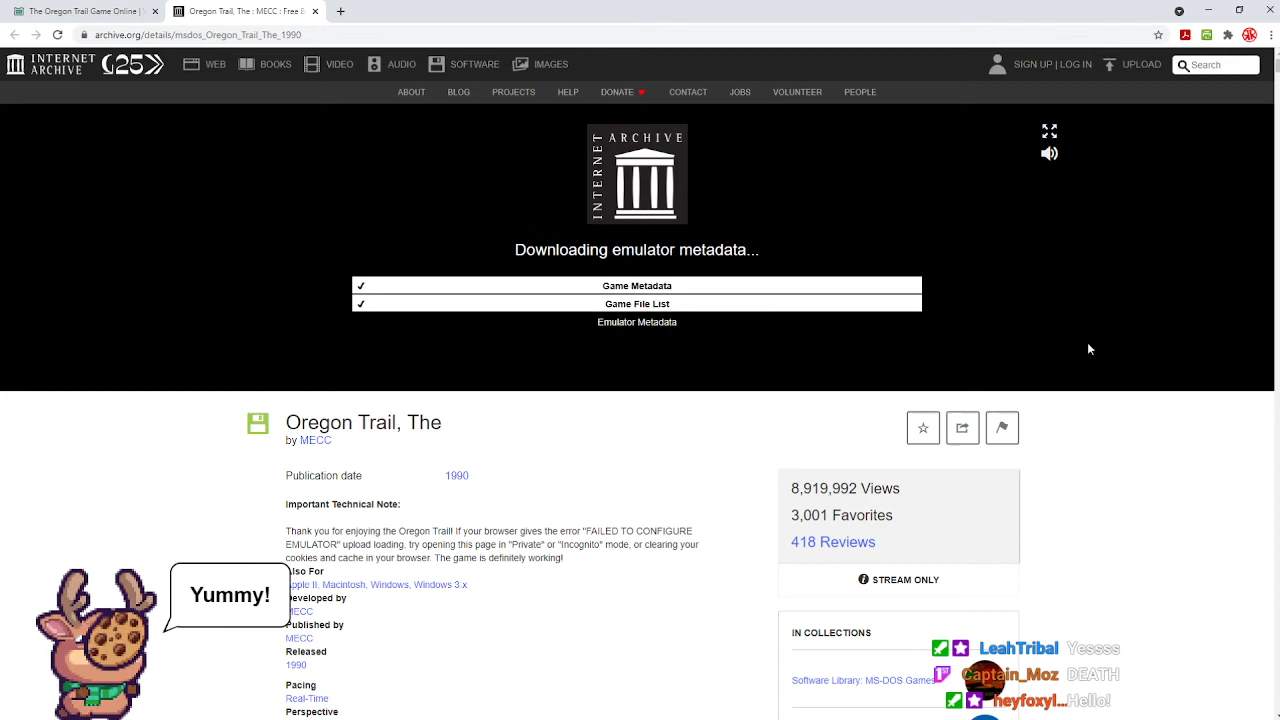 The Oregon Trail Game Online |
Oregon Trail, The : MECC : Free B
archive.org/details/msdos_Oregon_Trail_The_1990
INTERNET ARCHIVE 25
WEB BOOKS VIDEO AUDIO SOFTWARE IMAGES
SIGN UP | LOG IN UPLOAD Search
ABOUT BLOG PROJECTS HELP DONATE CONTACT JOBS VOLUNTEER PEOPLE
INTERNET ARCHIVE
Downloading emulator metadata...
✓ Game Metadata
✓ Game File List
Emulator Metadata
Oregon Trail, The
by MECC
Publication date 1990
Important Technical Note:
Thank you for enjoying the Oregon Trail! If your browser gives the error "FAILED TO CONFIGURE
EMULATOR" upload loading, try opening this page in "Private" or "Incognito" mode, or clearing your
cookies and cache in your browser. The game is definitely working!
Also For
Apple II, Macintosh, Windows, Windows 3.x
Developed by
MECC
Published by
MECC
Released
1990
Pacing
Real-Time
Perspective
Yummy!
8,919,992 Views
3,001 Favorites
418 Reviews
STREAM ONLY
IN COLLECTIONS
Software Library: MS-DOS Games
LeahTribal Yessss
Captain_Moz DEATH
heyfoxyl... Hello!